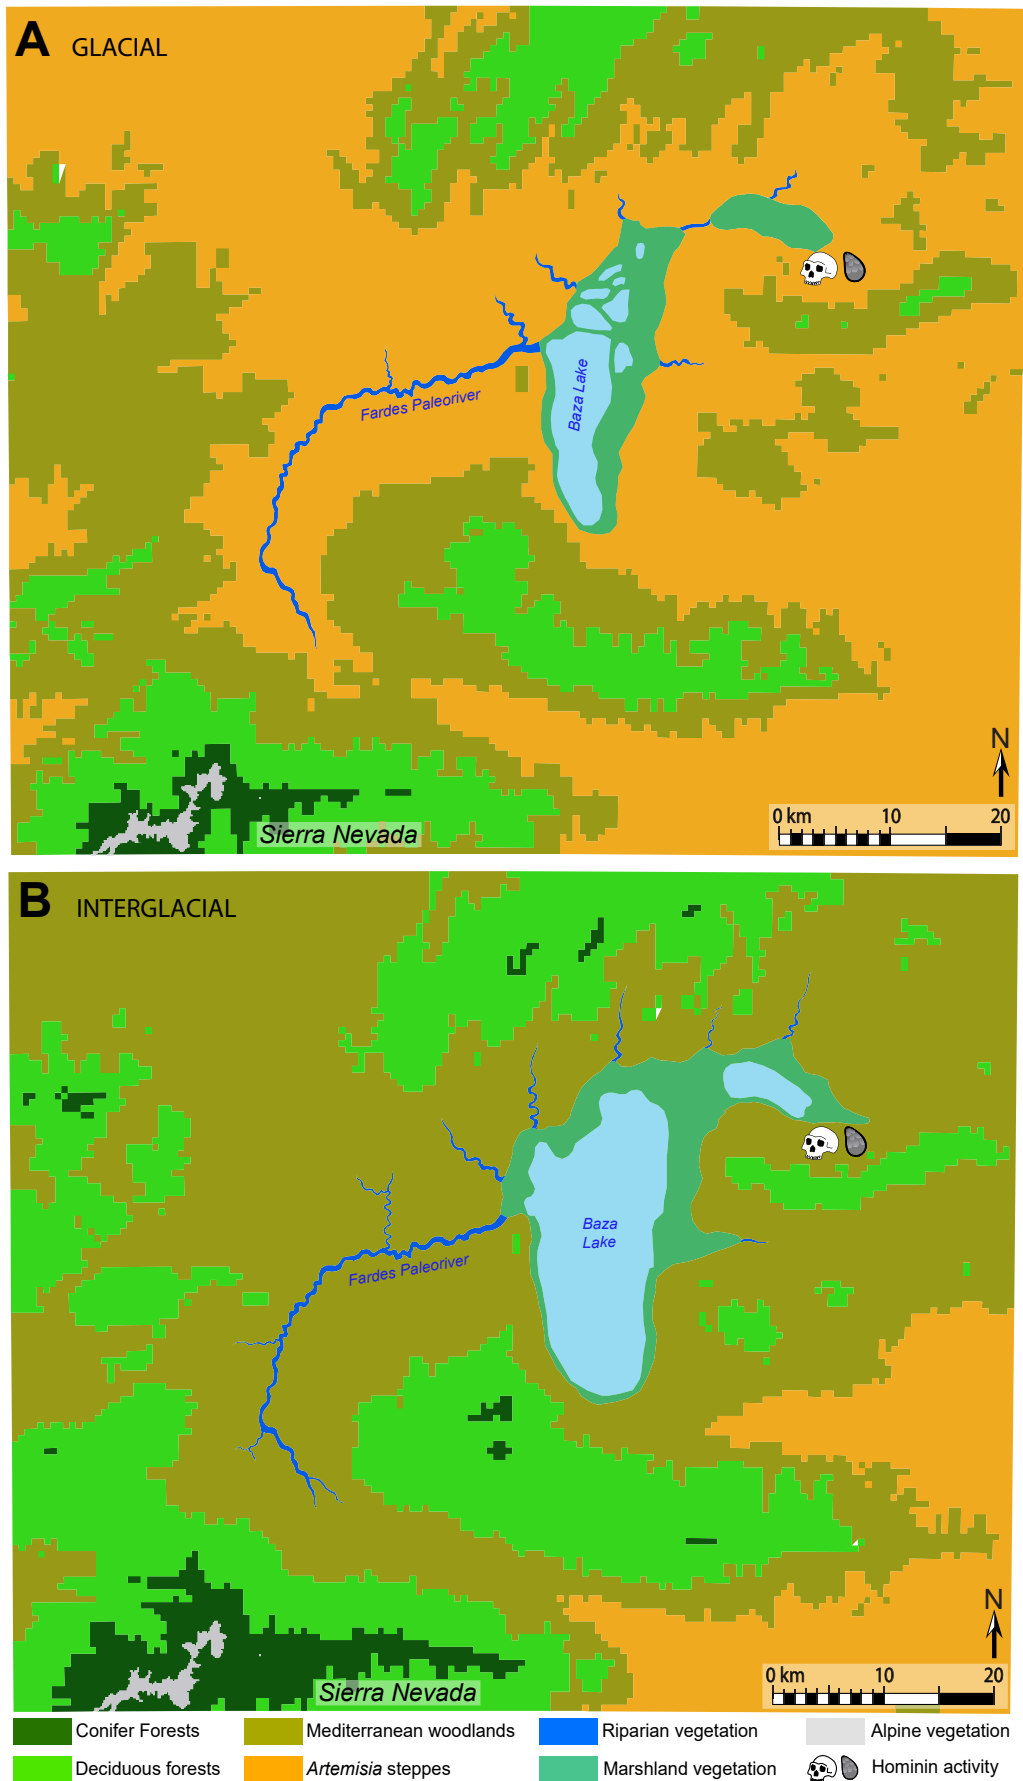 A GLACIAL
Baza Lake
Fardes Paleoriver
N
0 km 10 20
Sierra Nevada
B INTERGLACIAL
Baza
Lake
Fardes Paleoriver
N
0 km 10 20
Sierra Nevada
Conifer Forests Mediterranean woodlands Riparian vegetation Alpine vegetation
Deciduous forests Artemisia steppes Marshland vegetation Hominin activity